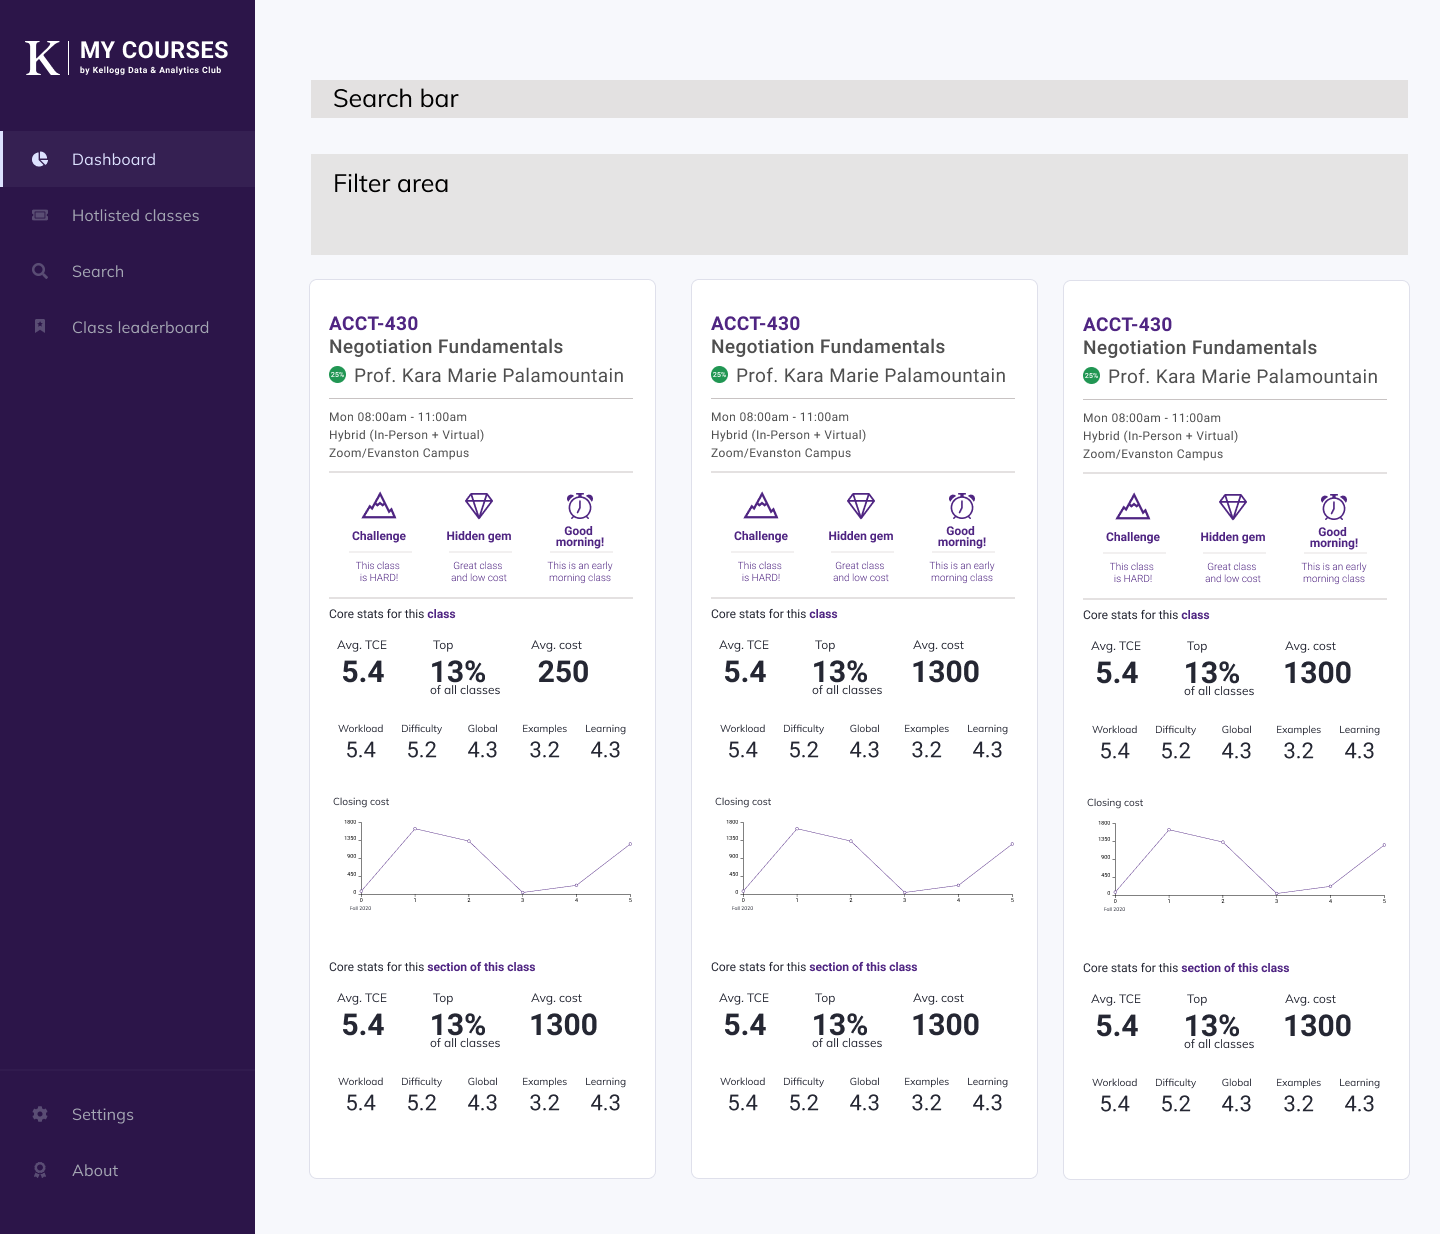 K MY COURSES
by Kellogg Data & Analytics Club
Dashboard
Hotlisted classes
Search
Class leaderboard
Settings
About
Search bar
Filter area
ACCT-430
Negotiation Fundamentals
25% Prof. Kara Marie Palamountain
Mon 08:00am - 11:00am
Hybrid (In-Person + Virtual)
Zoom/Evanston Campus
Challenge Hidden gem Good
morning!
This class Great class This is an early
is HARD! and low cost morning class
Core stats for this class
Avg. TCE Top Avg. cost
5.4 13% 250
of all classes
Workload Difficulty Global Examples Learning
5.4 5.2 4.3 3.2 4.3
Closing cost
1800
1350
900
450
0
0 1 2 3 4 5
Fall 2020
Core stats for this section of this class
Avg. TCE Top Avg. cost
5.4 13% 1300
of all classes
Workload Difficulty Global Examples Learning
5.4 5.2 4.3 3.2 4.3
ACCT-430
Negotiation Fundamentals
25% Prof. Kara Marie Palamountain
Mon 08:00am - 11:00am
Hybrid (In-Person + Virtual)
Zoom/Evanston Campus
Challenge Hidden gem Good
morning!
This class Great class This is an early
is HARD! and low cost morning class
Core stats for this class
Avg. TCE Top Avg. cost
5.4 13% 1300
of all classes
Workload Difficulty Global Examples Learning
5.4 5.2 4.3 3.2 4.3
Closing cost
1800
1350
900
450
0
0 1 2 3 4 5
Fall 2020
Core stats for this section of this class
Avg. TCE Top Avg. cost
5.4 13% 1300
of all classes
Workload Difficulty Global Examples Learning
5.4 5.2 4.3 3.2 4.3
ACCT-430
Negotiation Fundamentals
25% Prof. Kara Marie Palamountain
Mon 08:00am - 11:00am
Hybrid (In-Person + Virtual)
Zoom/Evanston Campus
Challenge Hidden gem Good
morning!
This class Great class This is an early
is HARD! and low cost morning class
Core stats for this class
Avg. TCE Top Avg. cost
5.4 13% 1300
of all classes
Workload Difficulty Global Examples Learning
5.4 5.2 4.3 3.2 4.3
Closing cost
1800
1350
900
450
0
0 1 2 3 4 5
Fall 2020
Core stats for this section of this class
Avg. TCE Top Avg. cost
5.4 13% 1300
of all classes
Workload Difficulty Global Examples Learning
5.4 5.2 4.3 3.2 4.3